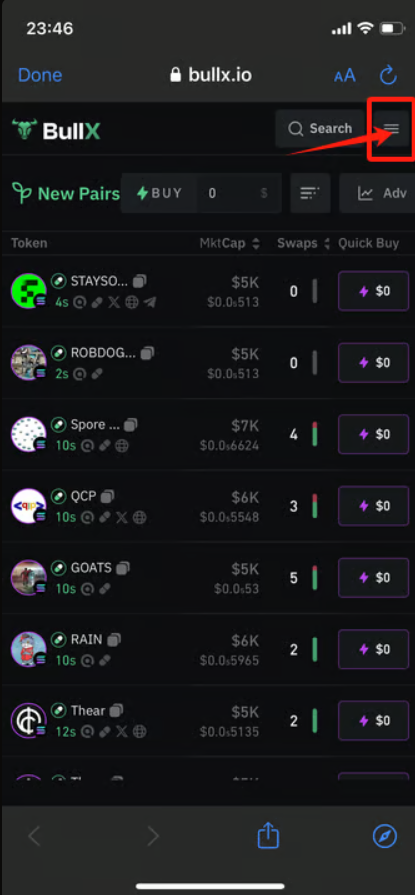 23:46
Done bullx.io AA
BullX Search
New Pairs BUY 0 $ Adv
Token MktCap Swaps Quick Buy
STAYSO... $5K 0 $0
4s $0.0₅513
ROBDOG... $5K 0 $0
2s $0.0₅513
Spore ... $7K 4 $0
10s $0.0₅6624
QCP $6K 3 $0
10s $0.0₅5548
GOATS $5K 5 $0
10s $0.0₅53
RAIN $6K 2 $0
10s $0.0₅5965
Thear $5K 2 $0
12s $0.0₅5135